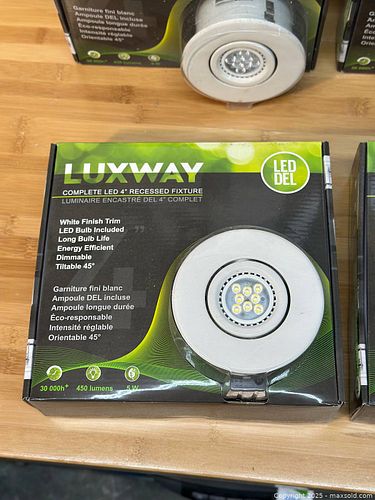 Garniture fini blanc
Ampoule DEL incluse
Ampoule longue durée
Éco-responsable
Intensité réglable
Orientable 45°
LUXWAY
LED
DEL
COMPLETE LED 4" RECESSED FIXTURE
LUMINAIRE ENCASTRÉ DEL 4" COMPLET
White Finish Trim
LED Bulb Included
Long Bulb Life
Energy Efficient
Dimmable
Tiltable 45°
Garniture fini blanc
Ampoule DEL incluse
Ampoule longue durée
Éco-responsable
Intensité réglable
Orientable 45°
30 000h+ 450 lumens 5 W
Copyright 2025 - maxsold.com